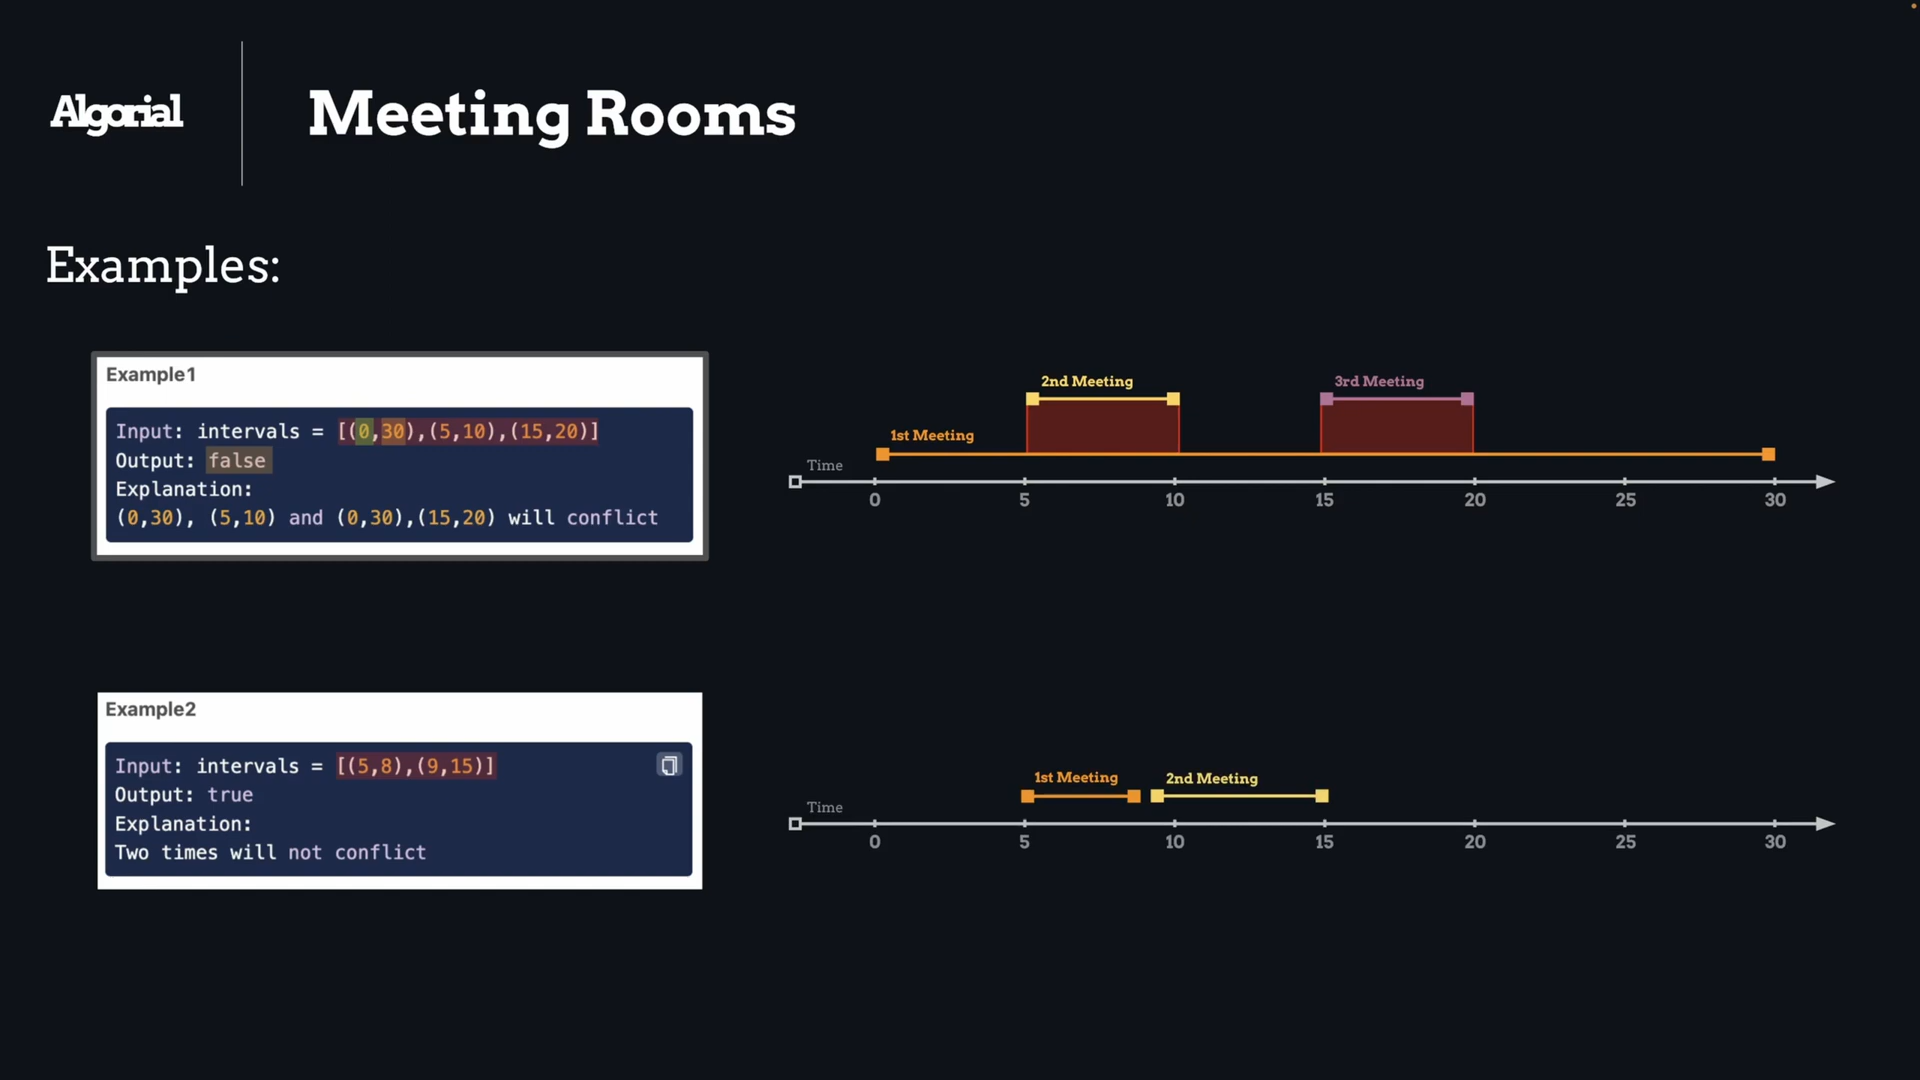 Algorial
Meeting Rooms
Examples:
Example1
Input: intervals = [(0,30),(5,10),(15,20)]
Output: false
Explanation:
(0,30), (5,10) and (0,30),(15,20) will conflict
2nd Meeting
3rd Meeting
1st Meeting
Time
0 5 10 15 20 25 30
Example2
Input: intervals = [(5,8),(9,15)]
Output: true
Explanation:
Two times will not conflict
1st Meeting
2nd Meeting
Time
0 5 10 15 20 25 30